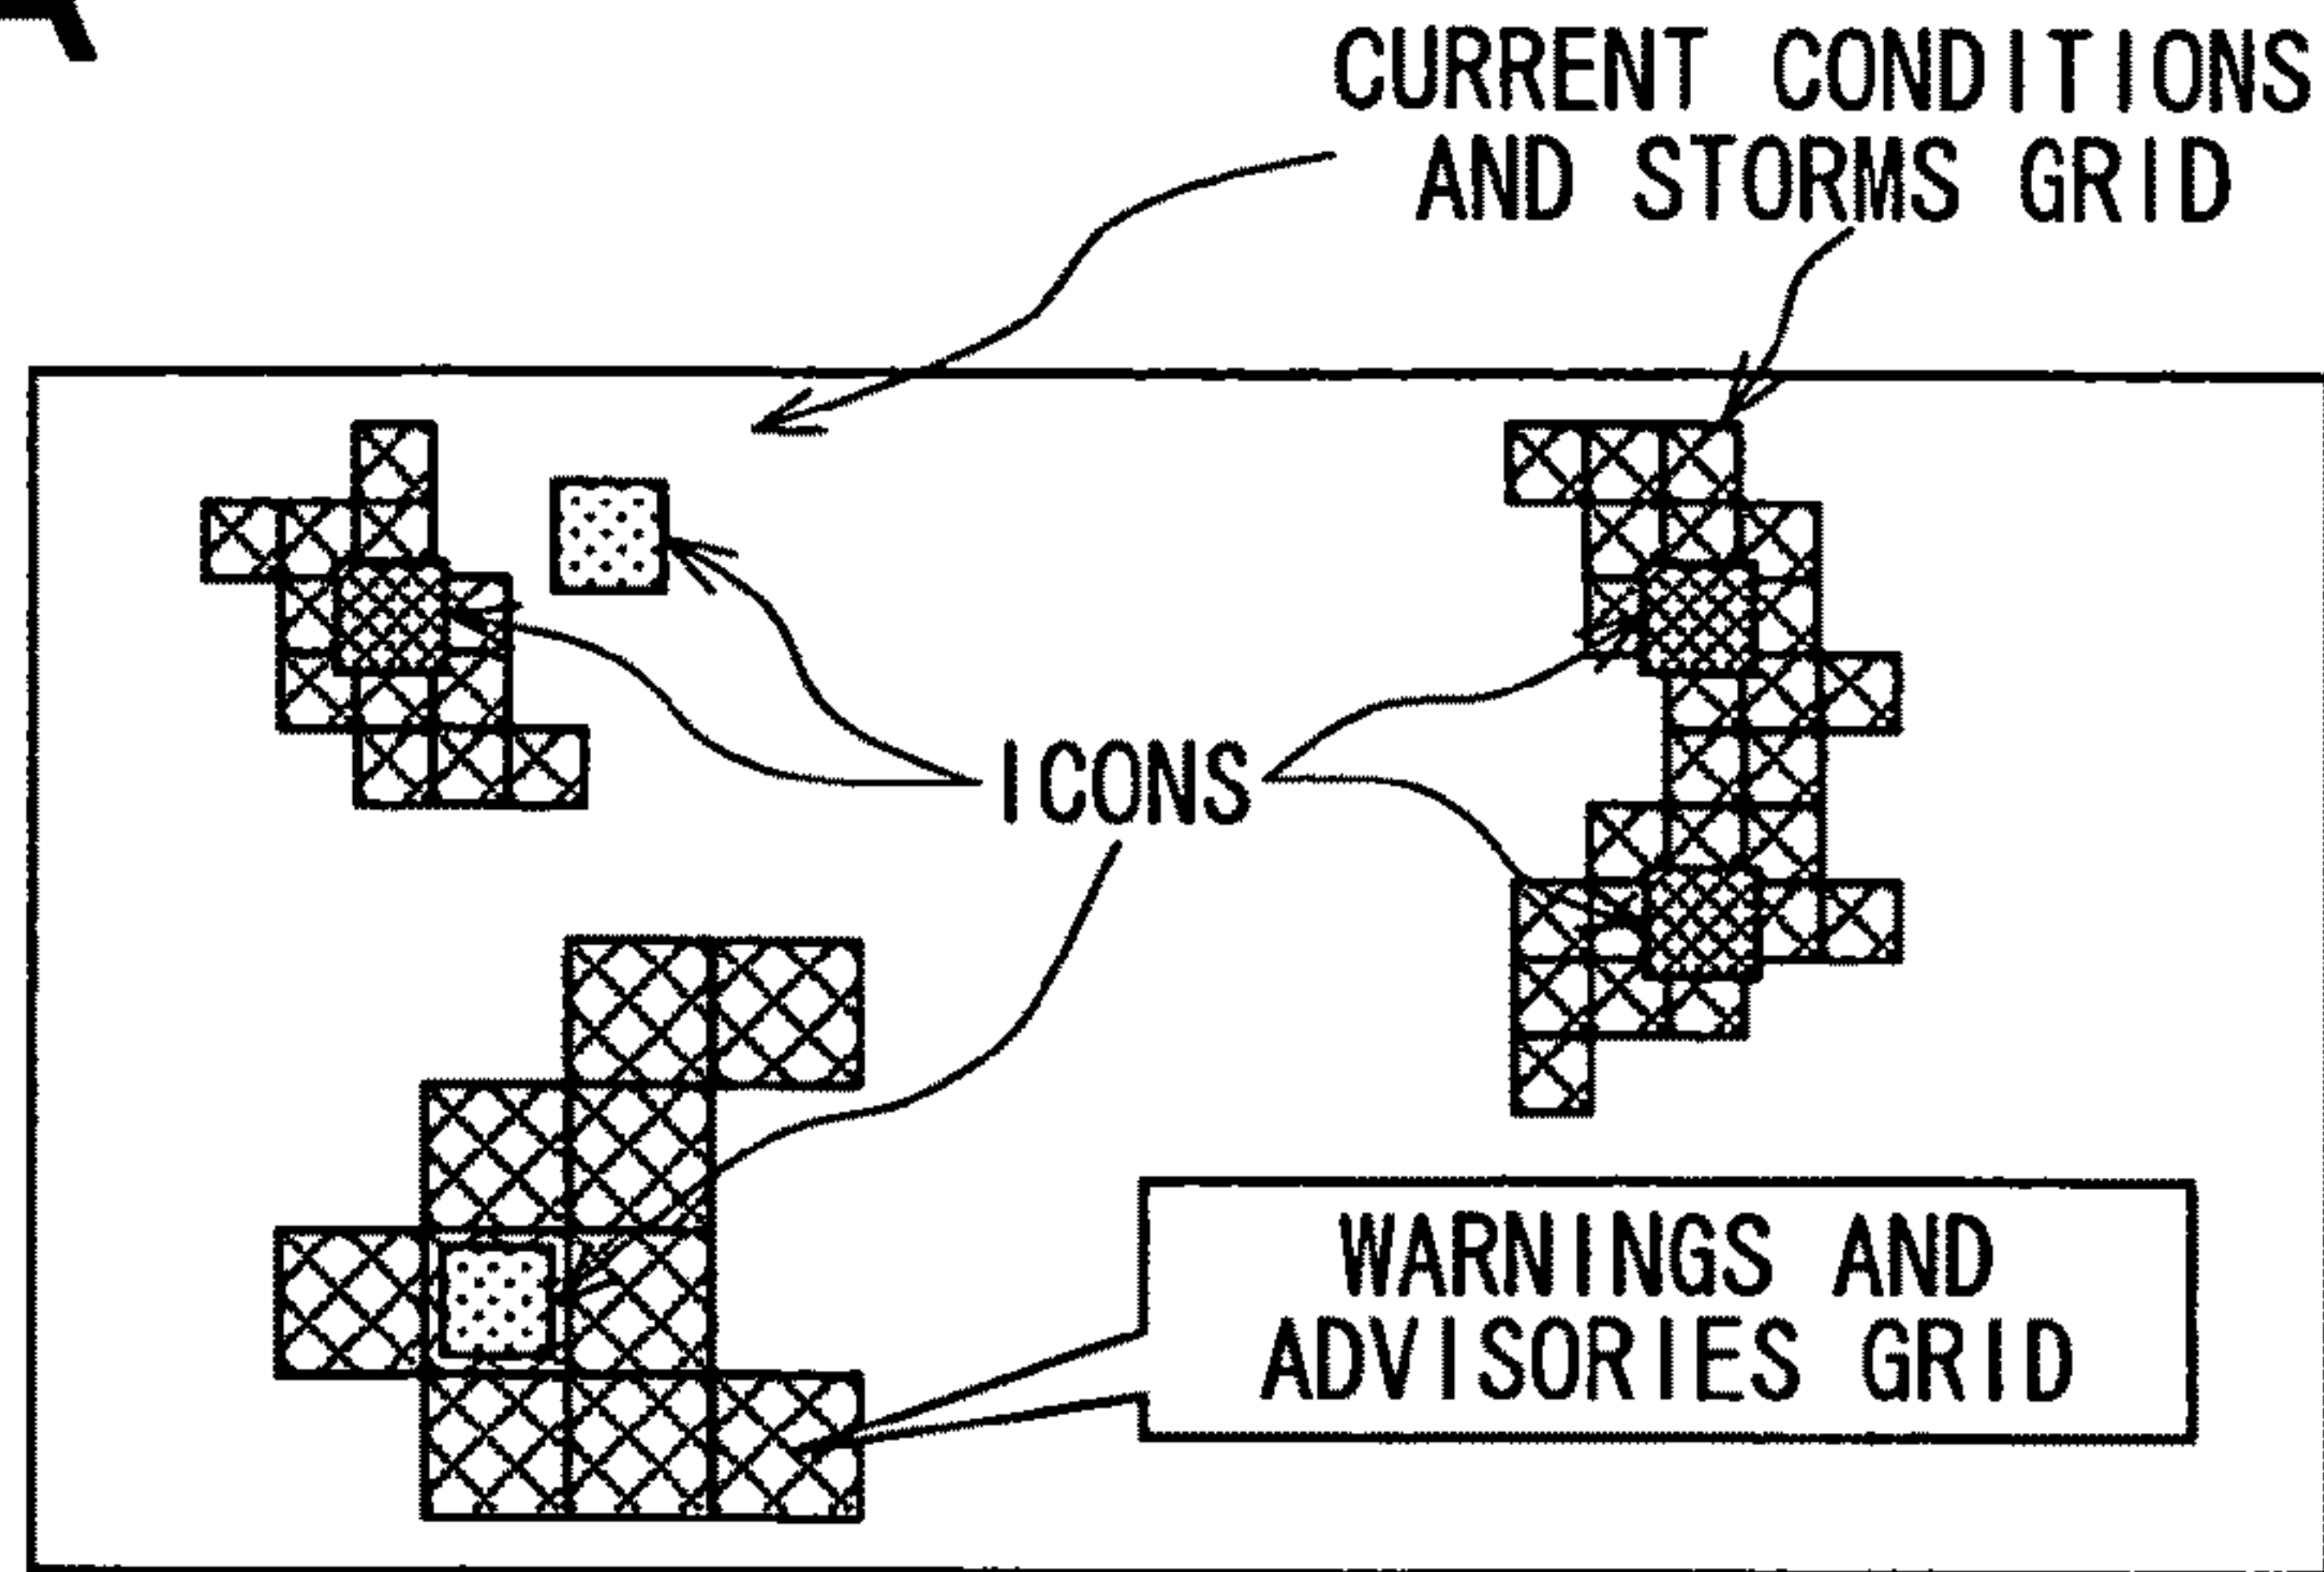 CURRENT CONDITIONS
AND STORMS GRID
ICONS
WARNINGS AND
ADVISORIES GRID